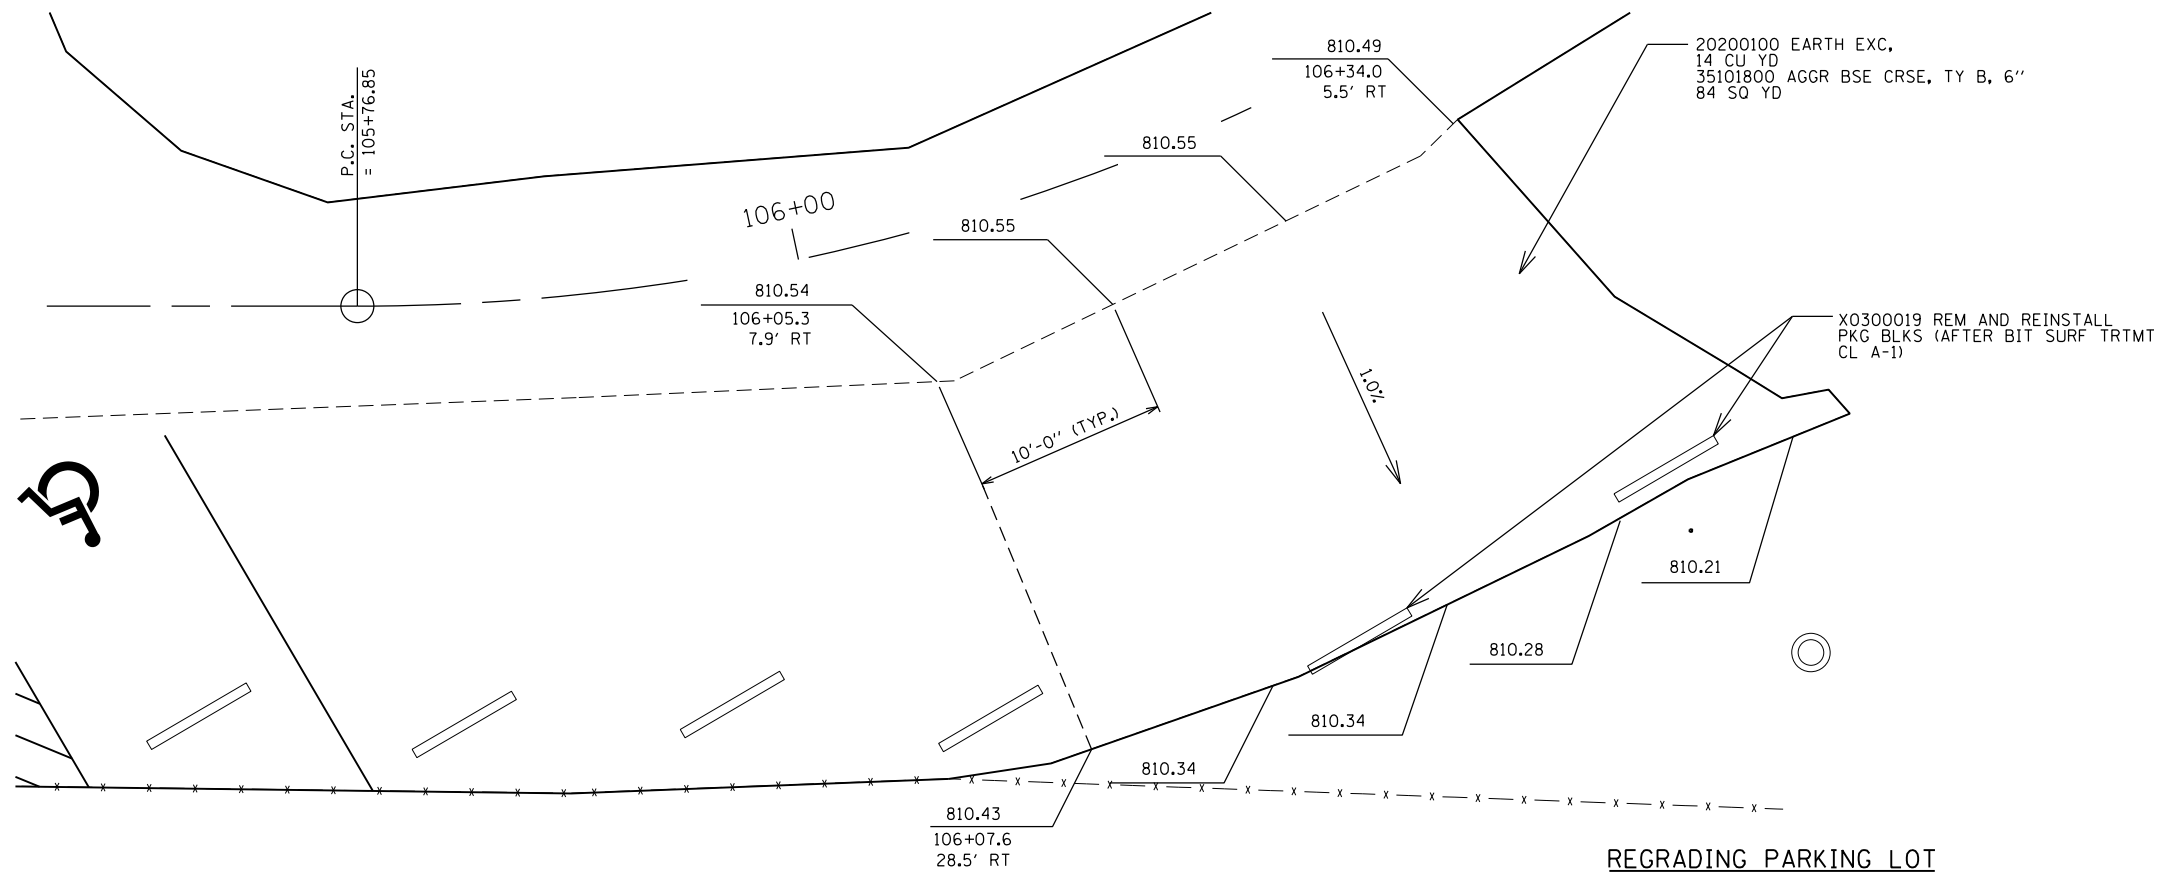 810.49
106+34.0
5.5' RT
20200100 EARTH EXC,
14 CU YD
35101800 AGGR BSE CRSE, TY B, 6''
84 SQ YD
P.C. STA.
= 105+76.85
810.55
106+00
810.55
810.54
106+05.3
7.9' RT
X0300019 REM AND REINSTALL
PKG BLKS (AFTER BIT SURF TRTMT
CL A-1)
1.0%
10'-0'' (TYP.)
810.21
810.28
810.34
810.34
810.43
106+07.6
28.5' RT
REGRADING PARKING LOT